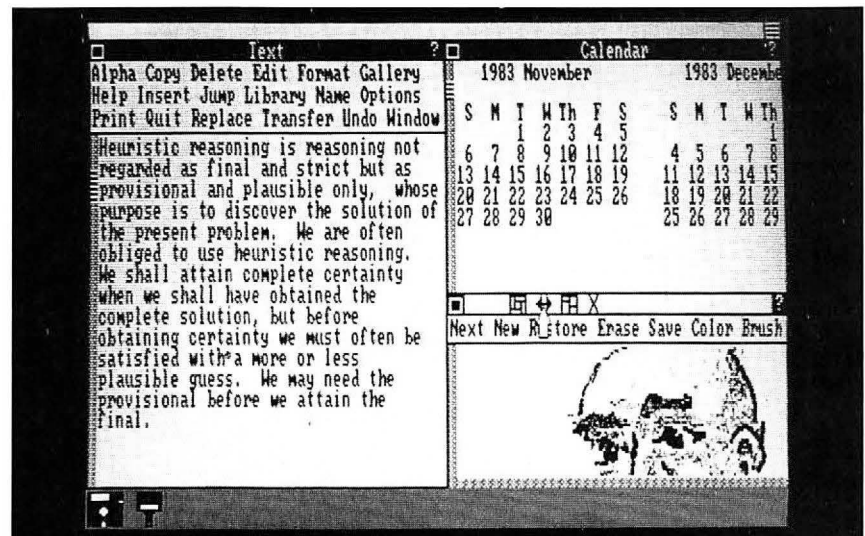 Text ?
Alpha Copy Delete Edit Format Gallery
Help Insert Jump Library Name Options
Print Quit Replace Transfer Undo Window
Heuristic reasoning is reasoning not
regarded as final and strict but as
provisional and plausible only, whose
purpose is to discover the solution of
the present problem. We are often
obliged to use heuristic reasoning.
We shall attain complete certainty
when we shall have obtained the
complete solution, but before
obtaining certainty we must often be
satisfied with a more or less
plausible guess. We may need the
provisional before we attain the
final.
Calendar ?
1983 November 1983 Decembe
S M T W Th F S S M T W Th
1 2 3 4 5 1
6 7 8 9 10 11 12 4 5 6 7 8
13 14 15 16 17 18 19 11 12 13 14 15
20 21 22 23 24 25 26 18 19 20 21 22
27 28 29 30 25 26 27 28 29
X ?
Next New Restore Erase Save Color Brush